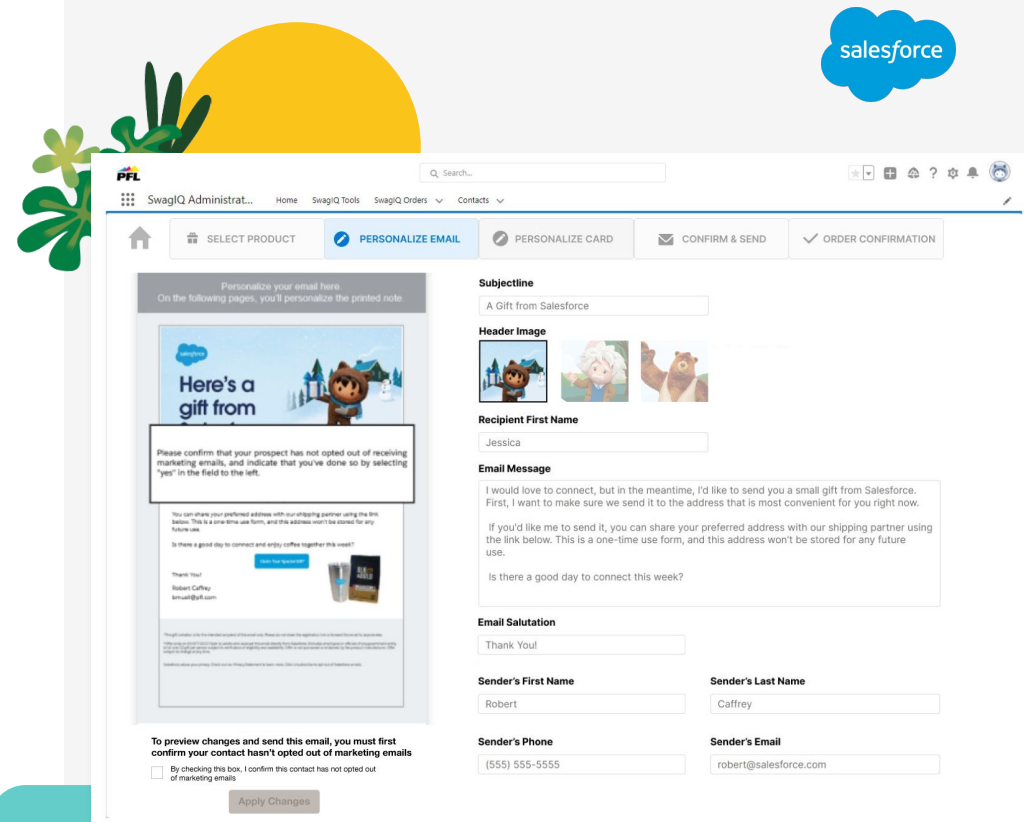 salesforce
PFL
Search...
SwagIQ Administrat...
Home
SwagIQ Tools
SwagIQ Orders
Contacts
SELECT PRODUCT
PERSONALIZE EMAIL
PERSONALIZE CARD
CONFIRM & SEND
ORDER CONFIRMATION
Personalize your email here.
On the following pages, you'll personalize the printed note.
salesforce
Here's a
gift from
Please confirm that your prospect has not opted out of receiving
marketing emails, and indicate that you've done so by selecting
"yes" in the field to the left.
You can share your preferred address with our shipping partner using the link
below. This is a one-time use form, and this address won't be stored for any
future use.
Is there a good day to connect and enjoy coffee together this week?
Claim Your Special Gift
Thank You!
Robert Caffrey
To preview changes and send this email, you must first
confirm your contact hasn't opted out of marketing emails
By checking this box, I confirm this contact has not opted out
of marketing emails
Apply Changes
Subjectline
A Gift from Salesforce
Header Image
Recipient First Name
Jessica
Email Message
I would love to connect, but in the meantime, I'd like to send you a small gift from Salesforce.
First, I want to make sure we send it to the address that is most convenient for you right now.
If you'd like me to send it, you can share your preferred address with our shipping partner using
the link below. This is a one-time use form, and this address won't be stored for any future
use.
Is there a good day to connect this week?
Email Salutation
Thank You!
Sender's First Name
Robert
Sender's Last Name
Caffrey
Sender's Phone
(555) 555-5555
Sender's Email
robert@salesforce.com